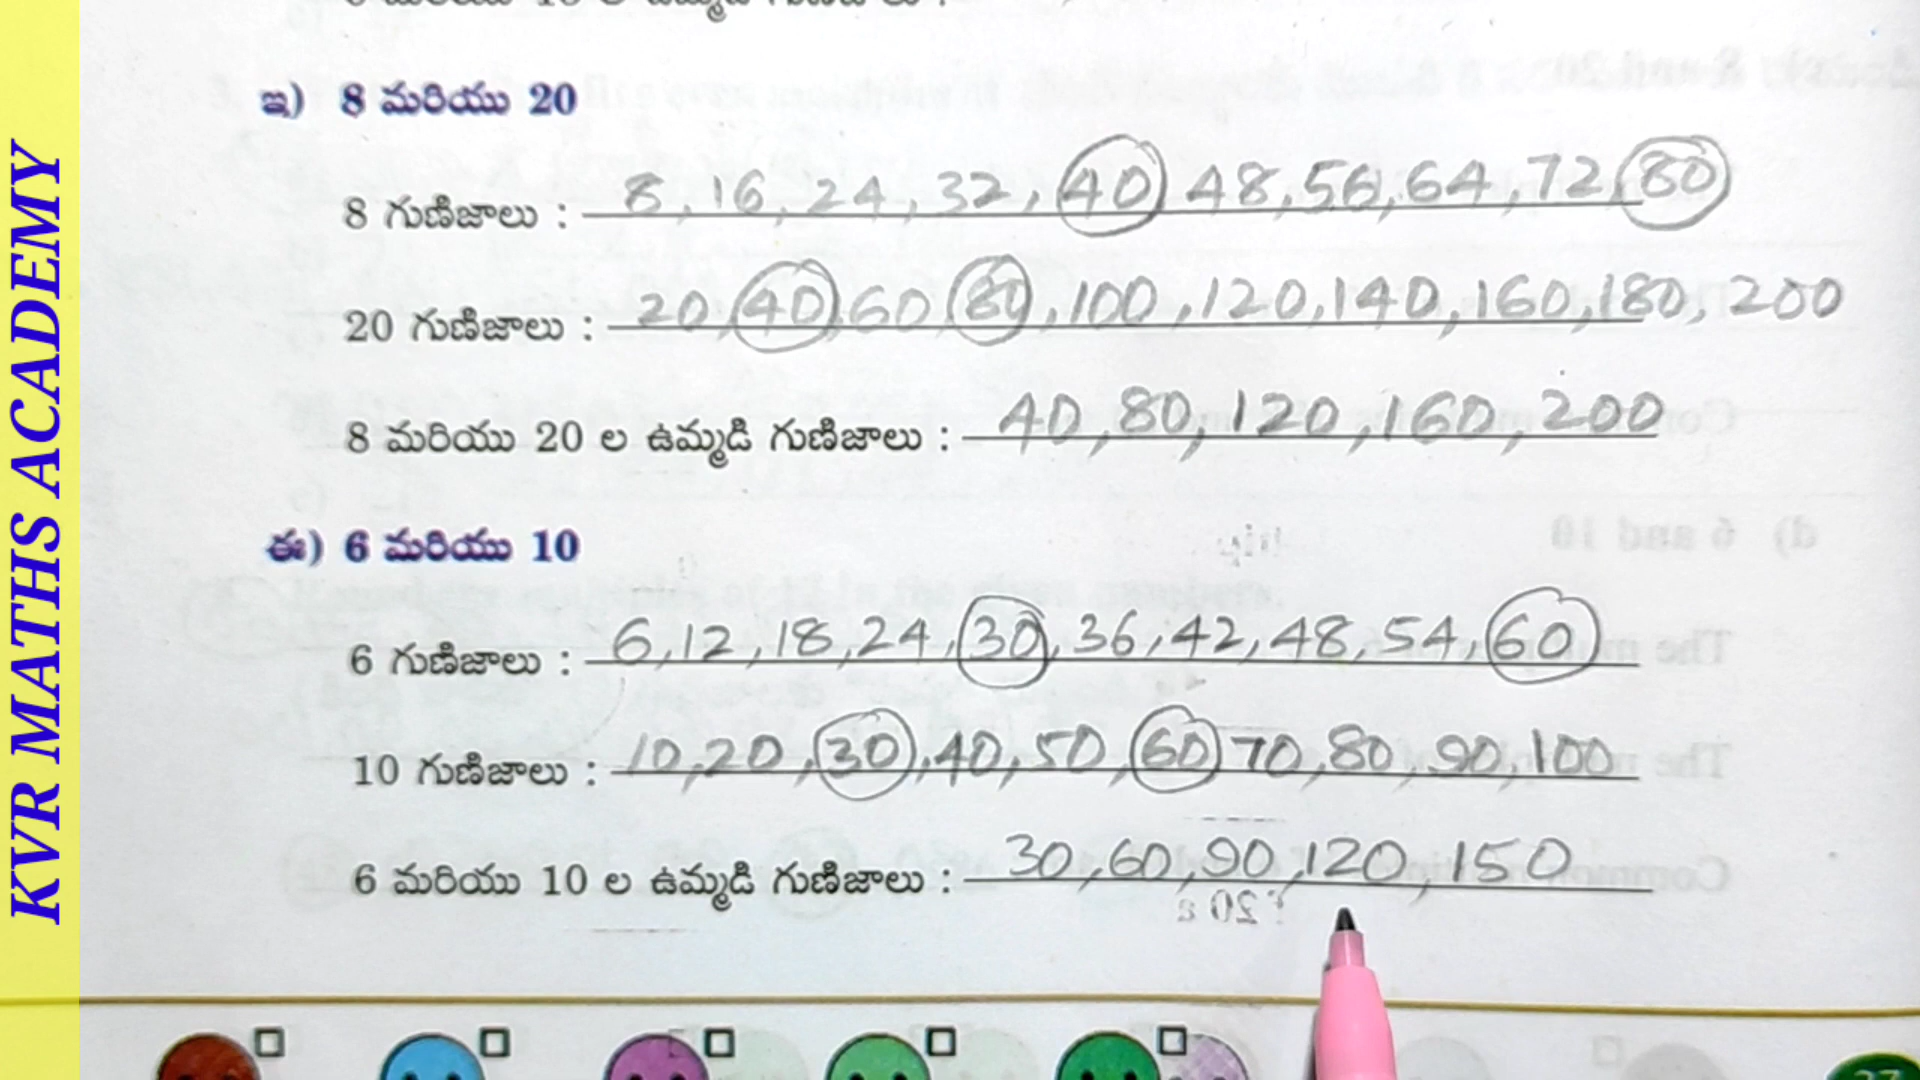 KVR MATHS ACADEMY
ఇ) 8 మరియు 20
8 గుణిజాలు : 8, 16, 24, 32, 40, 48, 56, 64, 72, 80
20 గుణిజాలు : 20, 40, 60, 80, 100, 120, 140, 160, 180, 200
8 మరియు 20 ల ఉమ్మడి గుణిజాలు : 40, 80, 120, 160, 200
ఈ) 6 మరియు 10
6 గుణిజాలు : 6, 12, 18, 24, 30, 36, 42, 48, 54, 60
10 గుణిజాలు : 10, 20, 30, 40, 50, 60, 70, 80, 90, 100
6 మరియు 10 ల ఉమ్మడి గుణిజాలు : 30, 60, 90, 120, 150